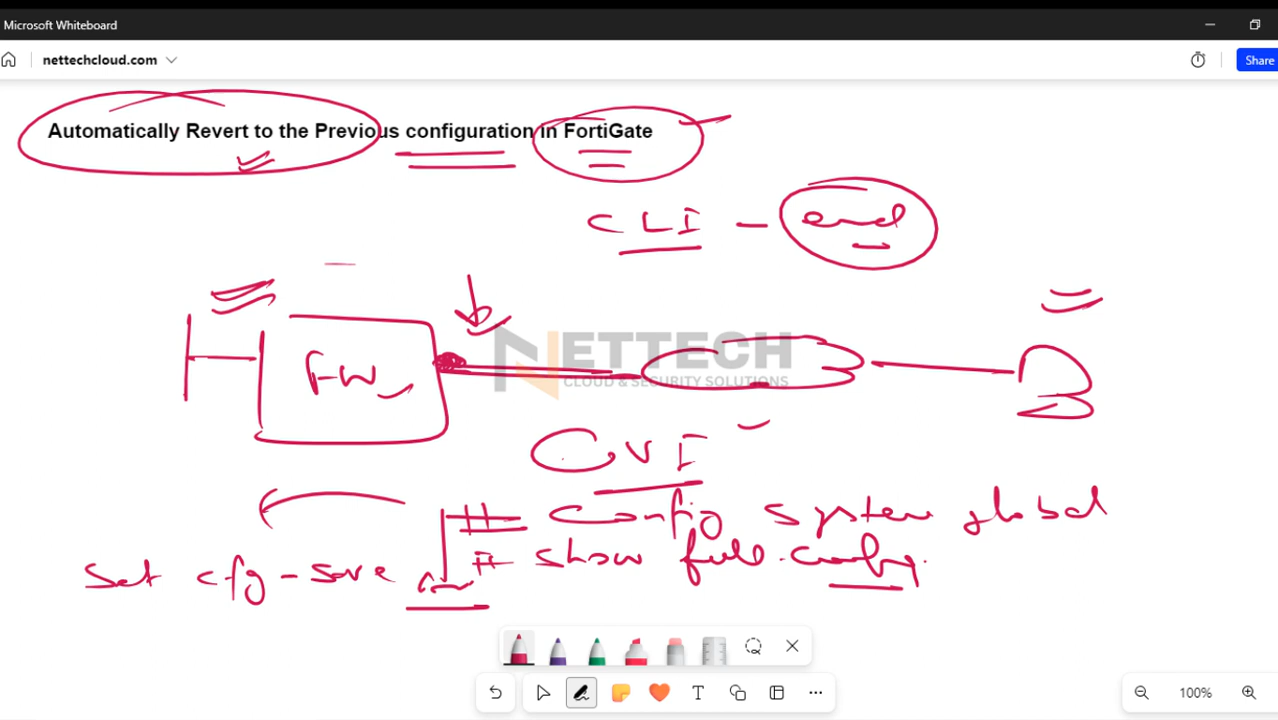 Microsoft Whiteboard
nettechcloud.com
Share
Automatically Revert to the Previous configuration in FortiGate
CLI - end
FW
NETTECH
CLOUD & SECURITY SOLUTIONS
GUI
# Config system global
# show full-config
set cfg-save
100%